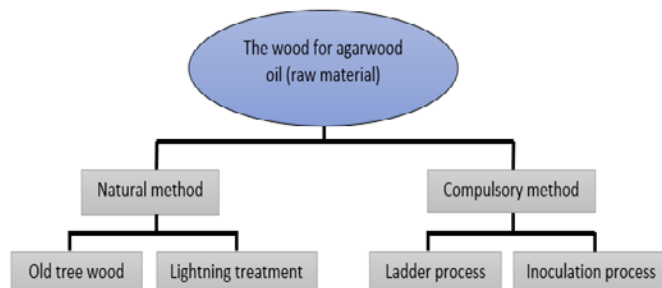 The wood for agarwood
oil (raw material)
Natural method
Compulsory method
Old tree wood
Lightning treatment
Ladder process
Inoculation process